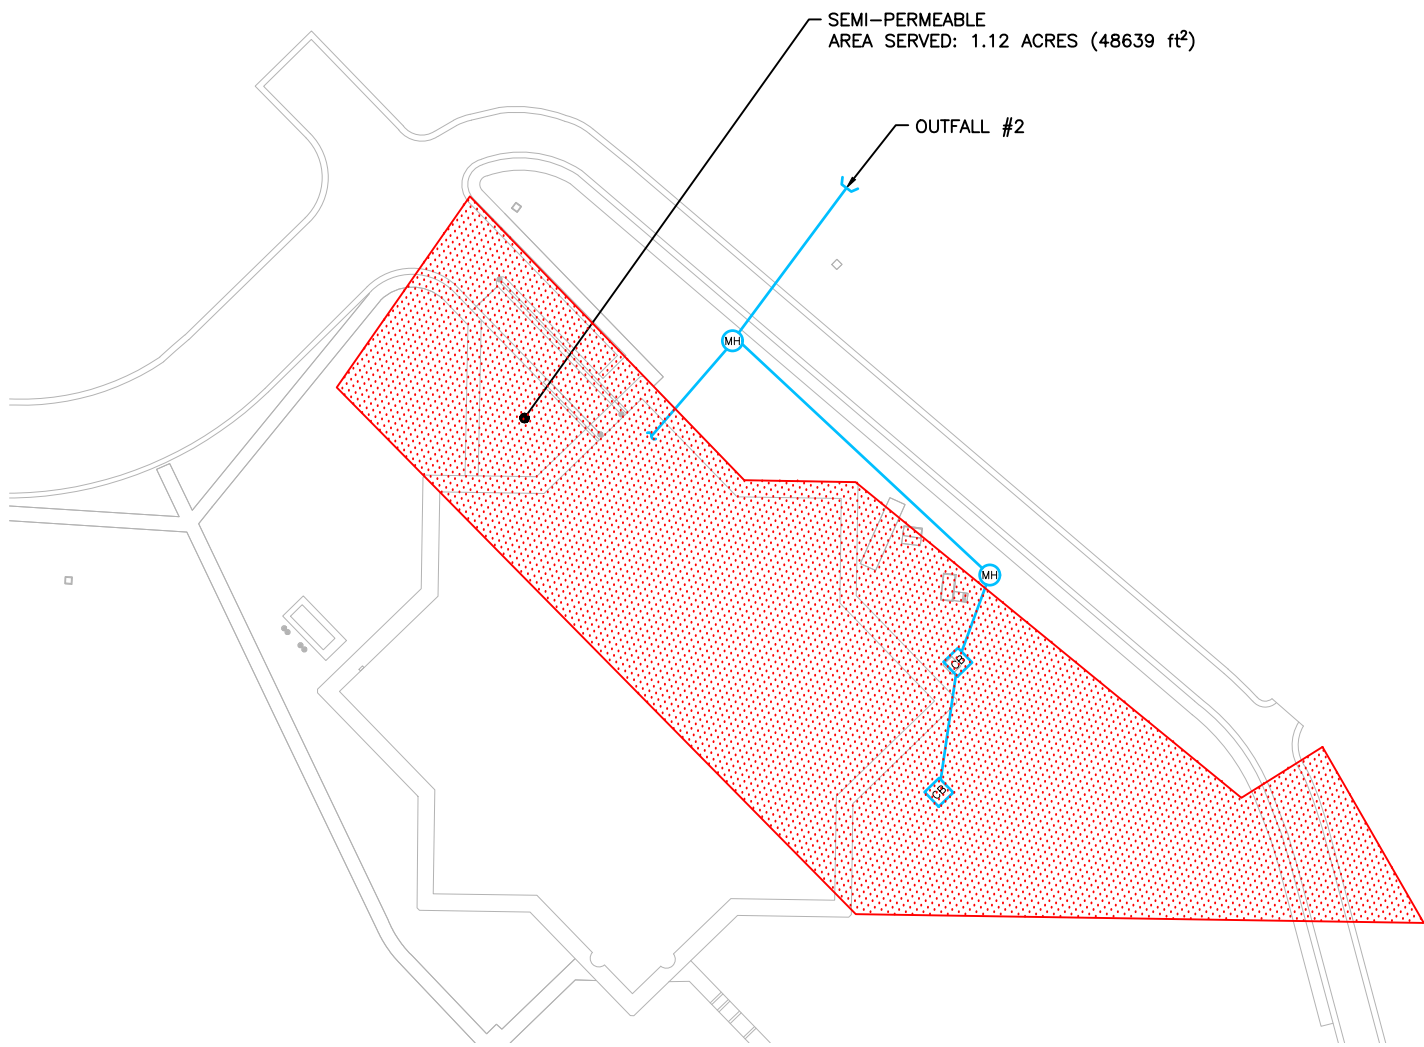 SEMI-PERMEABLE
AREA SERVED: 1.12 ACRES (48639 ft²)
OUTFALL #2
MH
MH
CB
CB